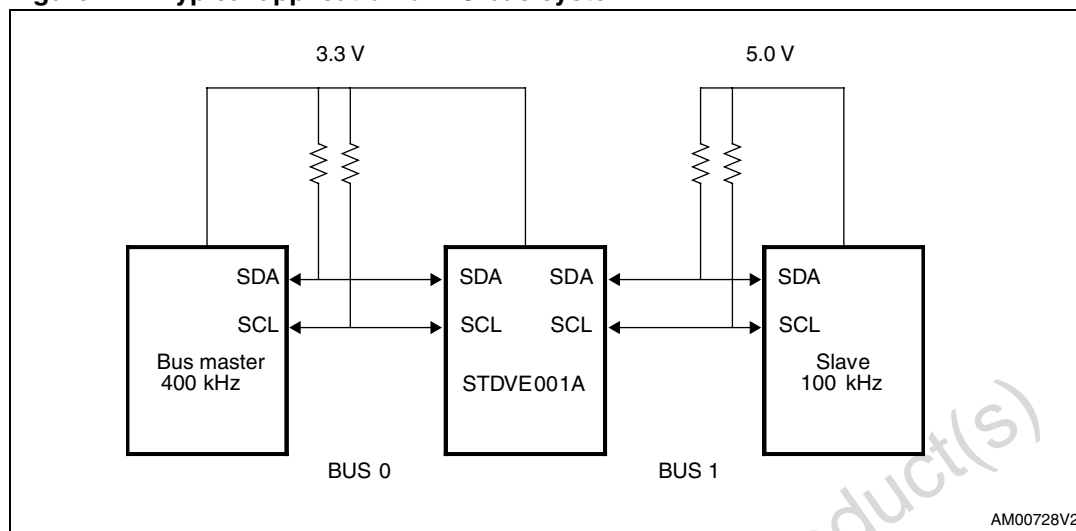 3.3 V
5.0 V
SDA
SCL
Bus master
400 kHz
SDA
SCL
SDA
SCL
STDVE001A
SDA
SCL
Slave
100 kHz
BUS 0
BUS 1
AM00728V2